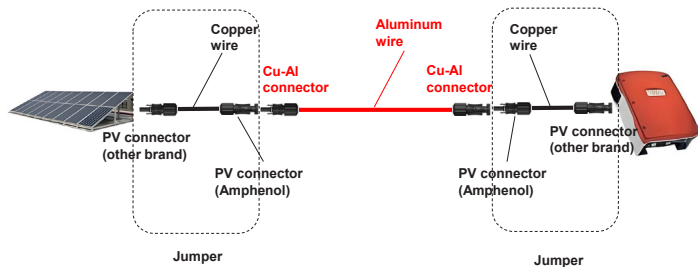 Copper
wire
Aluminum
wire
Copper
wire
Cu-Al
connector
Cu-Al
connector
PV connector
(other brand)
PV connector
(Amphenol)
PV connector
(other brand)
PV connector
(Amphenol)
Jumper
Jumper